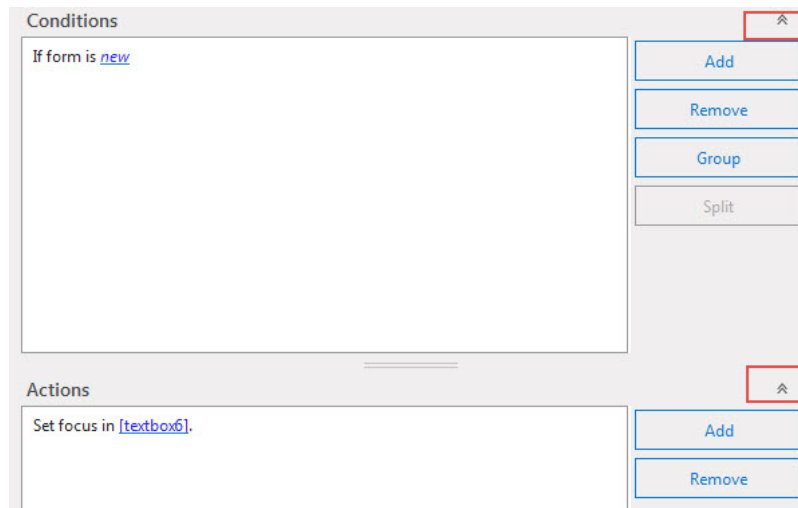 Conditions
If form is new
Add
Remove
Group
Split
Actions
Set focus in [textbox6].
Add
Remove